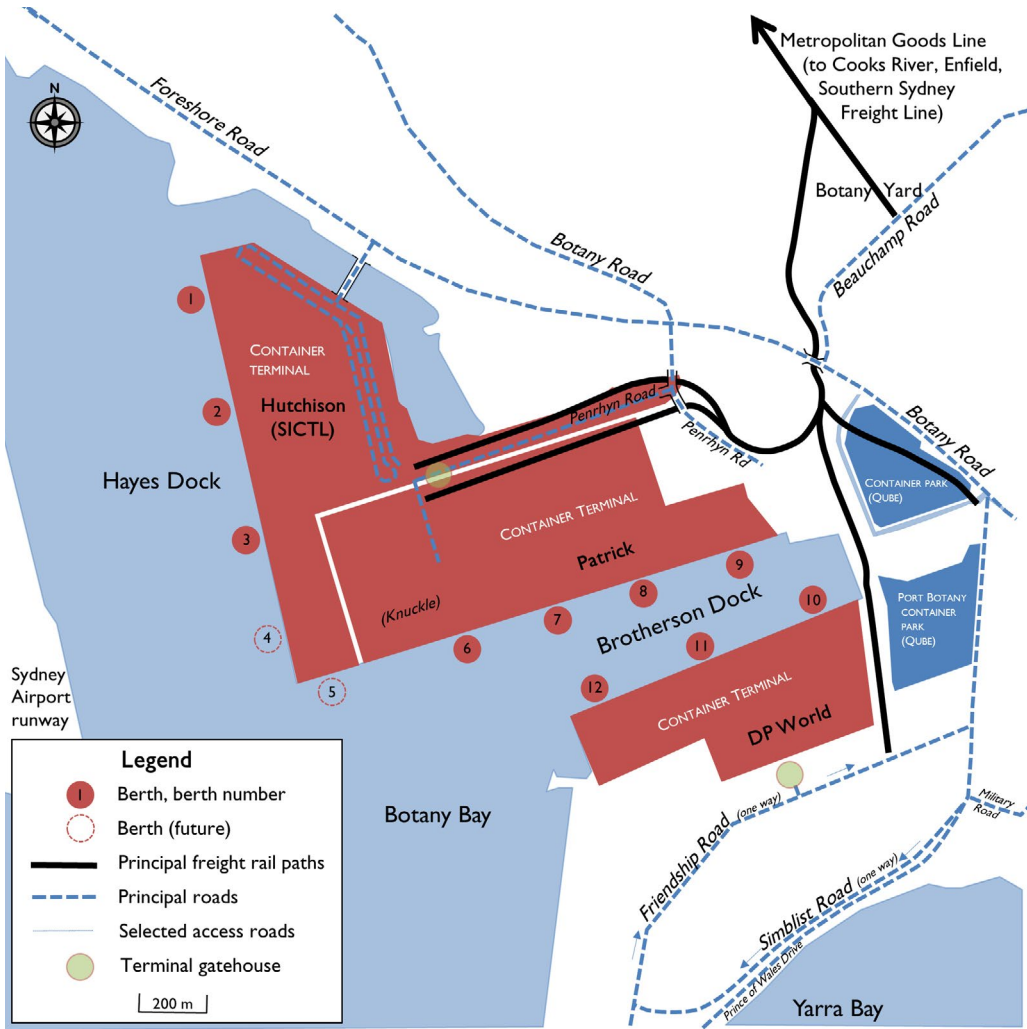 Metropolitan Goods Line
(to Cooks River, Enfield,
Southern Sydney
Freight Line)
N
Foreshore Road
Botany Yard
Beauchamp Road
Botany Road
1
CONTAINER
TERMINAL
2
Hutchison
(SICTL)
Penrhyn Road
Penrhyn Rd
Botany Road
Hayes Dock
CONTAINER PARK
(QUBE)
CONTAINER TERMINAL
3
Patrick
9
8
10
(Knuckle)
7
Brotherson Dock
PORT BOTANY
CONTAINER
PARK
(QUBE)
4
6
11
5
12
CONTAINER TERMINAL
DP World
Sydney
Airport
runway
Botany Bay
Friendship Road (one way)
Military
Road
Simblist Road (one way)
Prince of Wales Drive
Yarra Bay
Legend
1 Berth, berth number
Berth (future)
Principal freight rail paths
Principal roads
Selected access roads
Terminal gatehouse
200 m